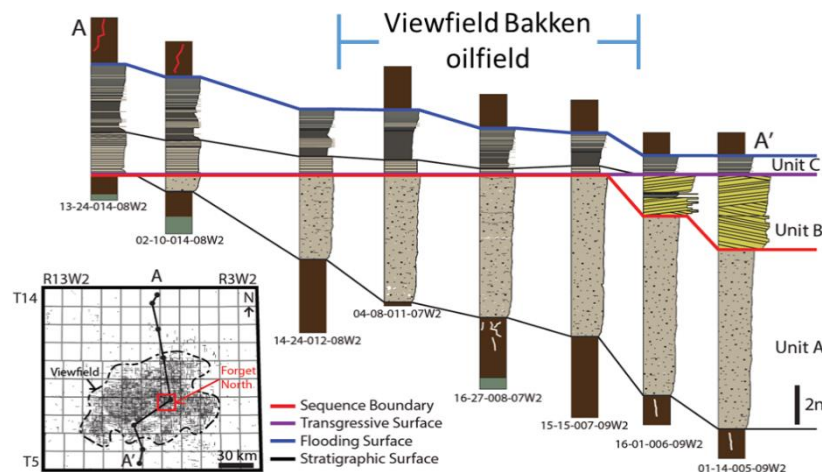 A
Viewfield Bakken
oilfield
A'
Unit C
Unit B
Unit A
2m
13-24-014-08W2
02-10-014-08W2
14-24-012-08W2
04-08-011-07W2
16-27-008-07W2
15-15-007-09W2
16-01-006-09W2
01-14-005-09W2
R13W2
A
R3W2
T14
N
Viewfield
Forget
North
T5
A'
30 km
Sequence Boundary
Transgressive Surface
Flooding Surface
Stratigraphic Surface